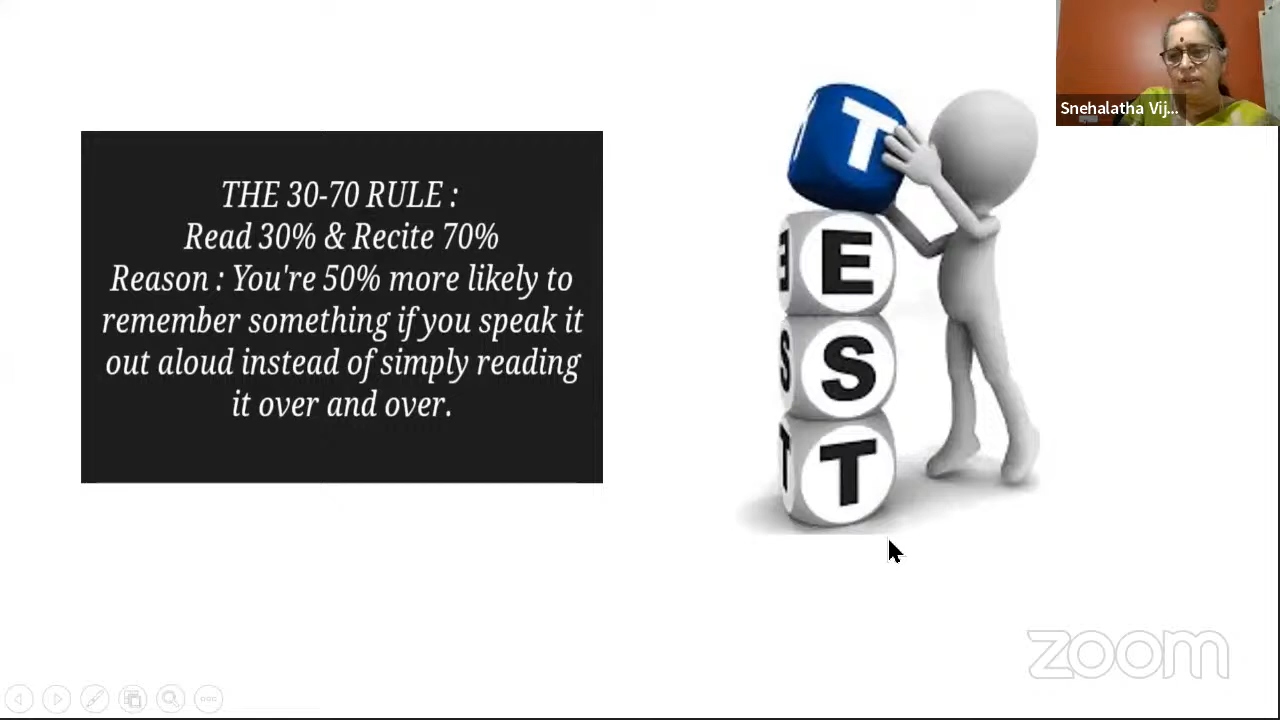 THE 30-70 RULE :
Read 30% & Recite 70%
Reason : You're 50% more likely to
remember something if you speak it
out aloud instead of simply reading
it over and over.
T
E
E
S
S
T
T
Snehalatha Vij...
zoom